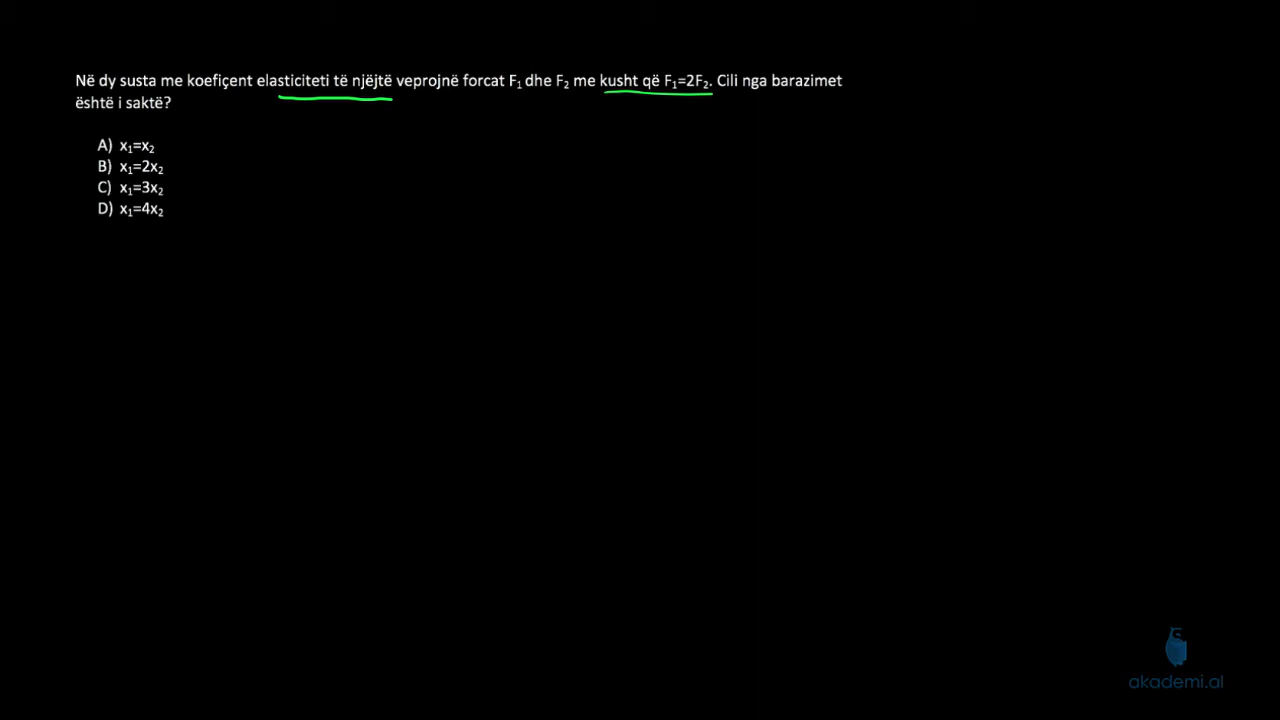 Në dy susta me koefiçent elasticiteti të njëjtë veprojnë forcat F₁ dhe F₂ me kusht që F₁=2F₂. Cili nga barazimet
është i saktë?
A) x₁=x₂
B) x₁=2x₂
C) x₁=3x₂
D) x₁=4x₂
akademi.al